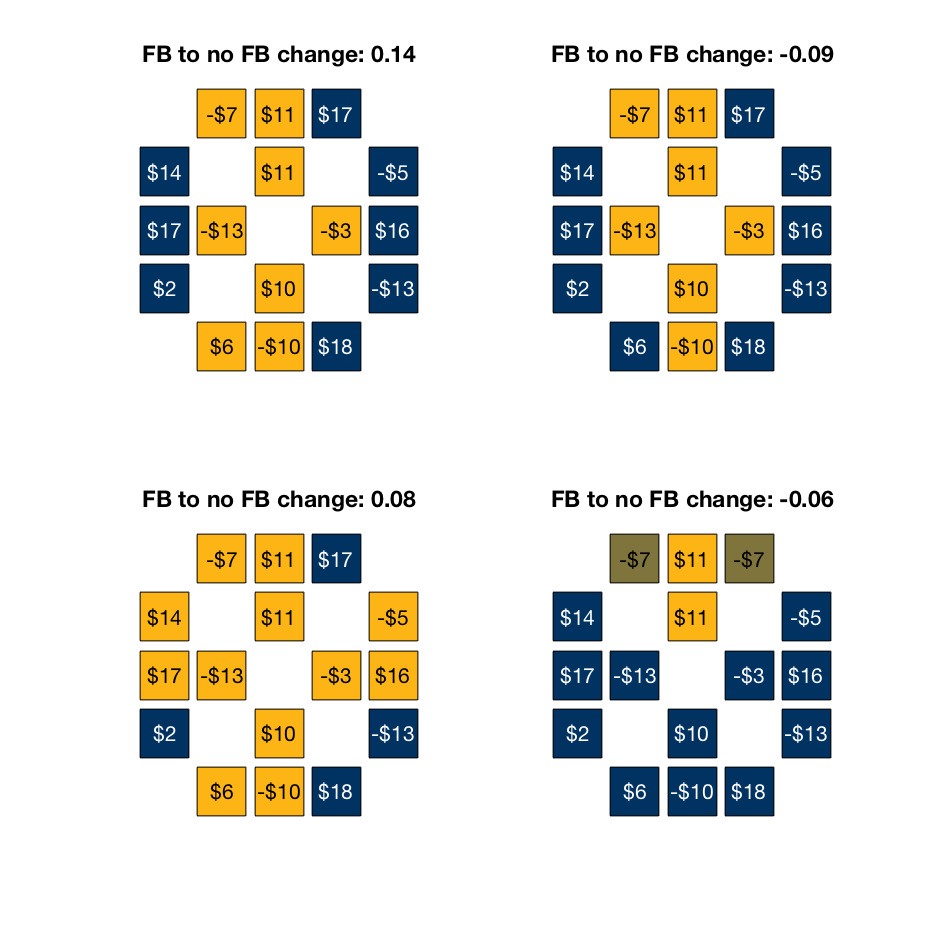 FB to no FB change: 0.14
-$7 $11 $17
$14 $11 -$5
$17 -$13 -$3 $16
$2 $10 -$13
$6 -$10 $18
FB to no FB change: -0.09
-$7 $11 $17
$14 $11 -$5
$17 -$13 -$3 $16
$2 $10 -$13
$6 -$10 $18
FB to no FB change: 0.08
-$7 $11 $17
$14 $11 -$5
$17 -$13 -$3 $16
$2 $10 -$13
$6 -$10 $18
FB to no FB change: -0.06
-$7 $11 -$7
$14 $11 -$5
$17 -$13 -$3 $16
$2 $10 -$13
$6 -$10 $18